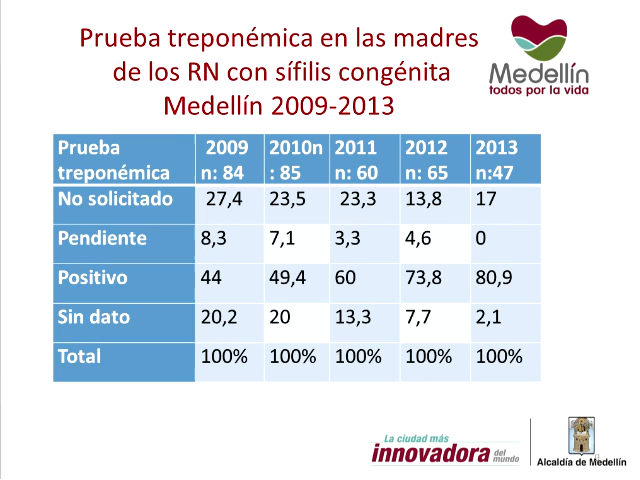 Prueba treponémica en las madres
de los RN con sífilis congénita
Medellín 2009-2013
Medellín
todos por la vida
Prueba treponémica 2009 n: 84 2010n : 85 2011 n: 60 2012 n: 65 2013 n:47
No solicitado 27,4 23,5 23,3 13,8 17
Pendiente 8,3 7,1 3,3 4,6 0
Positivo 44 49,4 60 73,8 80,9
Sin dato 20,2 20 13,3 7,7 2,1
Total 100% 100% 100% 100% 100%
La ciudad más
innovadora del mundo
Alcaldía de Medellín